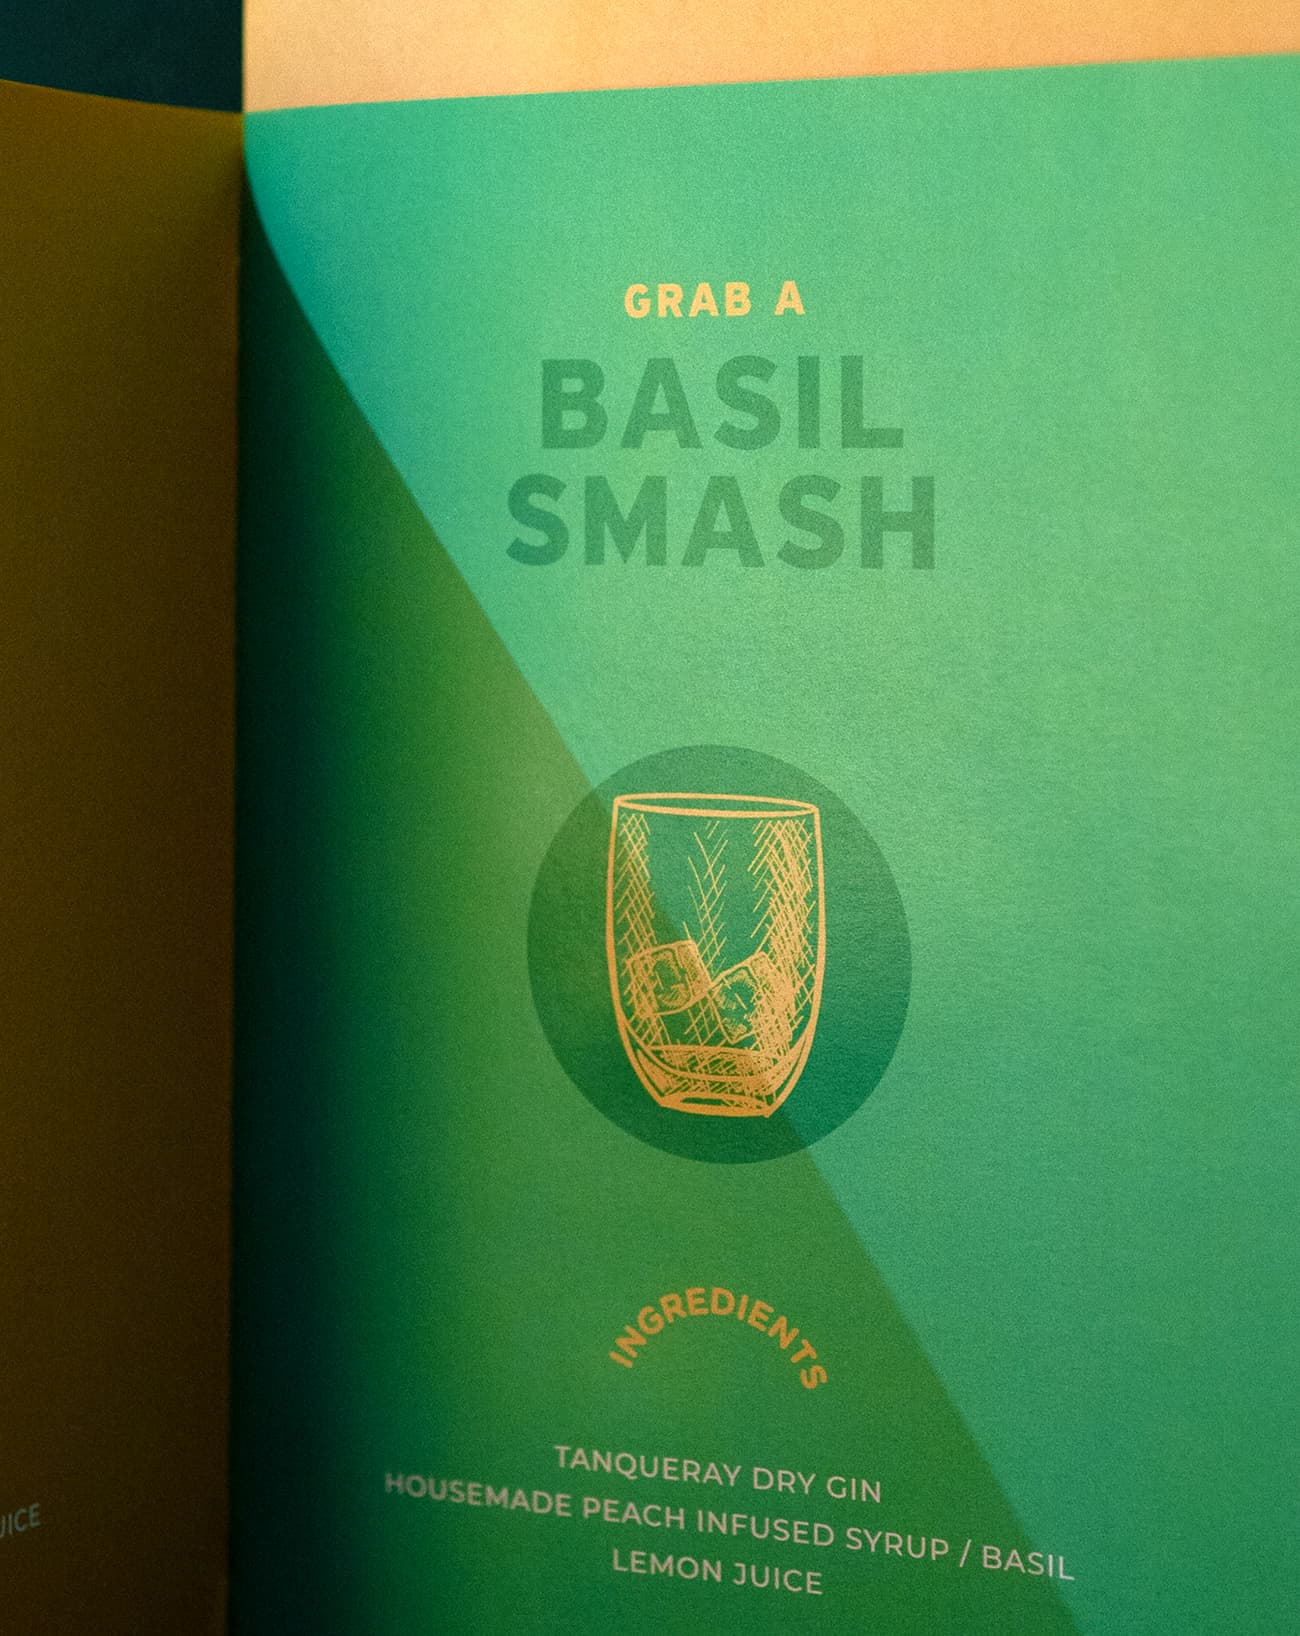 GRAB A
BASIL
SMASH
INGREDIENTS
TANQUERAY DRY GIN
HOUSEMADE PEACH INFUSED SYRUP / BASIL
LEMON JUICE